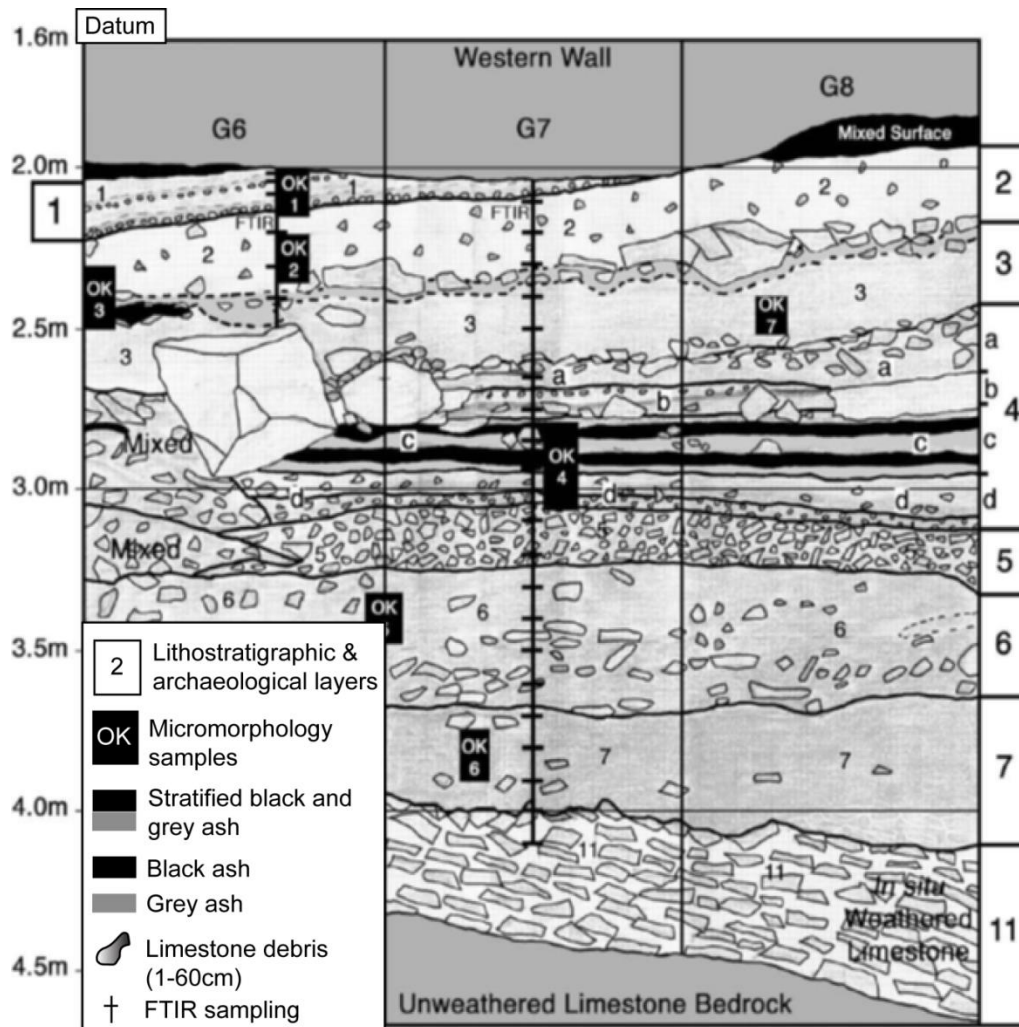 Datum
1.6m
Western Wall
G6
G7
G8
Mixed Surface
2.0m
1
1
1
OK
1
FTIR
FTIR
2
2
2
2
OK
2
3
OK
3
OK
7
2.5m
3
3
3
a
a
a
b
b
4
Mixed
c
c
c
OK
4
3.0m
d
d
d
d
Mixed
5
5
5
5
6
6
6
6
OK
3.5m
7
7
OK
6
4.0m
11
11
11
In situ
Weathered
Limestone
4.5m
Unweathered Limestone Bedrock
2
Lithostratigraphic &
archaeological layers
OK
Micromorphology
samples
Stratified black and
grey ash
Black ash
Grey ash
Limestone debris
(1-60cm)
FTIR sampling